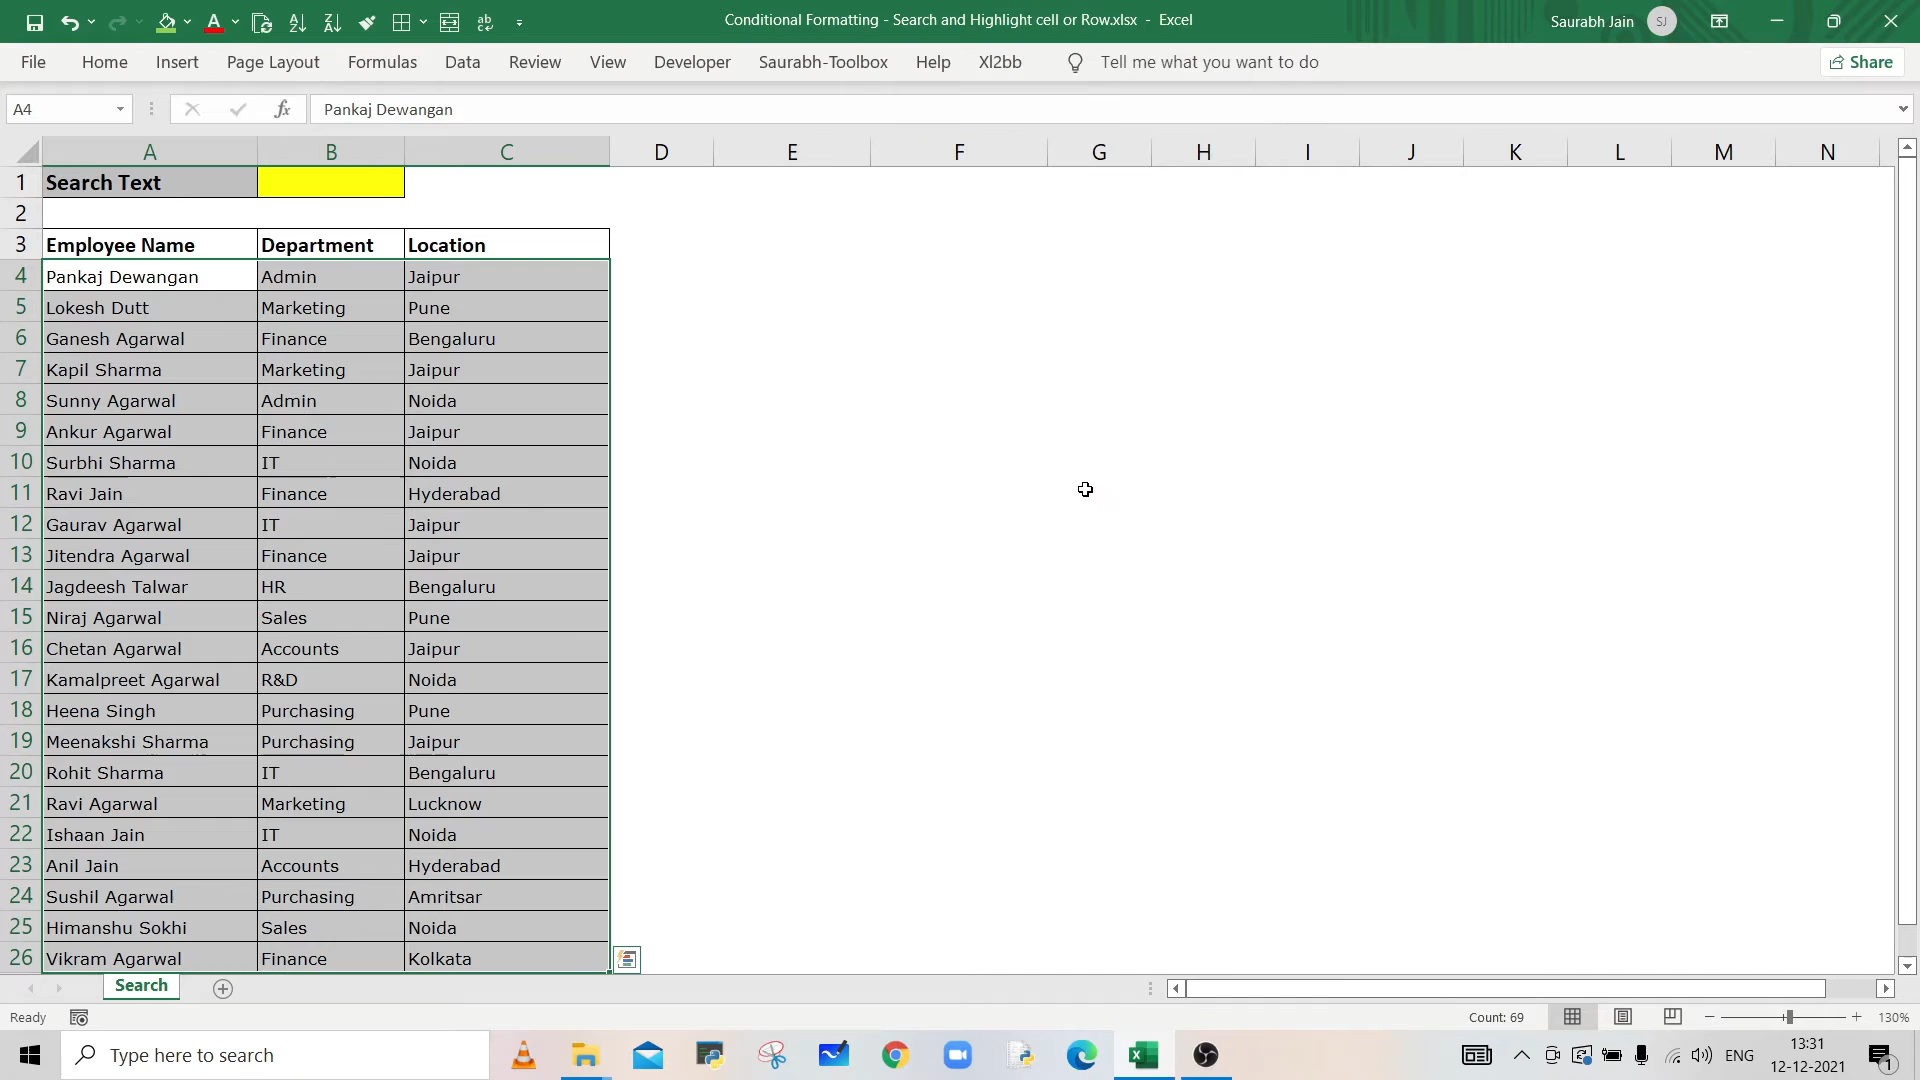 Conditional Formatting - Search and Highlight cell or Row.xlsx - Excel
Saurabh Jain SJ
File Home Insert Page Layout Formulas Data Review View Developer Saurabh-Toolbox Help Xl2bb Tell me what you want to do Share
A4 fx Pankaj Dewangan
A B C D E F G H I J K L M N
1 Search Text
2
3 Employee Name Department Location
4 Pankaj Dewangan Admin Jaipur
5 Lokesh Dutt Marketing Pune
6 Ganesh Agarwal Finance Bengaluru
7 Kapil Sharma Marketing Jaipur
8 Sunny Agarwal Admin Noida
9 Ankur Agarwal Finance Jaipur
10 Surbhi Sharma IT Noida
11 Ravi Jain Finance Hyderabad
12 Gaurav Agarwal IT Jaipur
13 Jitendra Agarwal Finance Jaipur
14 Jagdeesh Talwar HR Bengaluru
15 Niraj Agarwal Sales Pune
16 Chetan Agarwal Accounts Jaipur
17 Kamalpreet Agarwal R&D Noida
18 Heena Singh Purchasing Pune
19 Meenakshi Sharma Purchasing Jaipur
20 Rohit Sharma IT Bengaluru
21 Ravi Agarwal Marketing Lucknow
22 Ishaan Jain IT Noida
23 Anil Jain Accounts Hyderabad
24 Sushil Agarwal Purchasing Amritsar
25 Himanshu Sokhi Sales Noida
26 Vikram Agarwal Finance Kolkata
Search
Ready Count: 69 130%
Type here to search ENG 13:31
12-12-2021 1